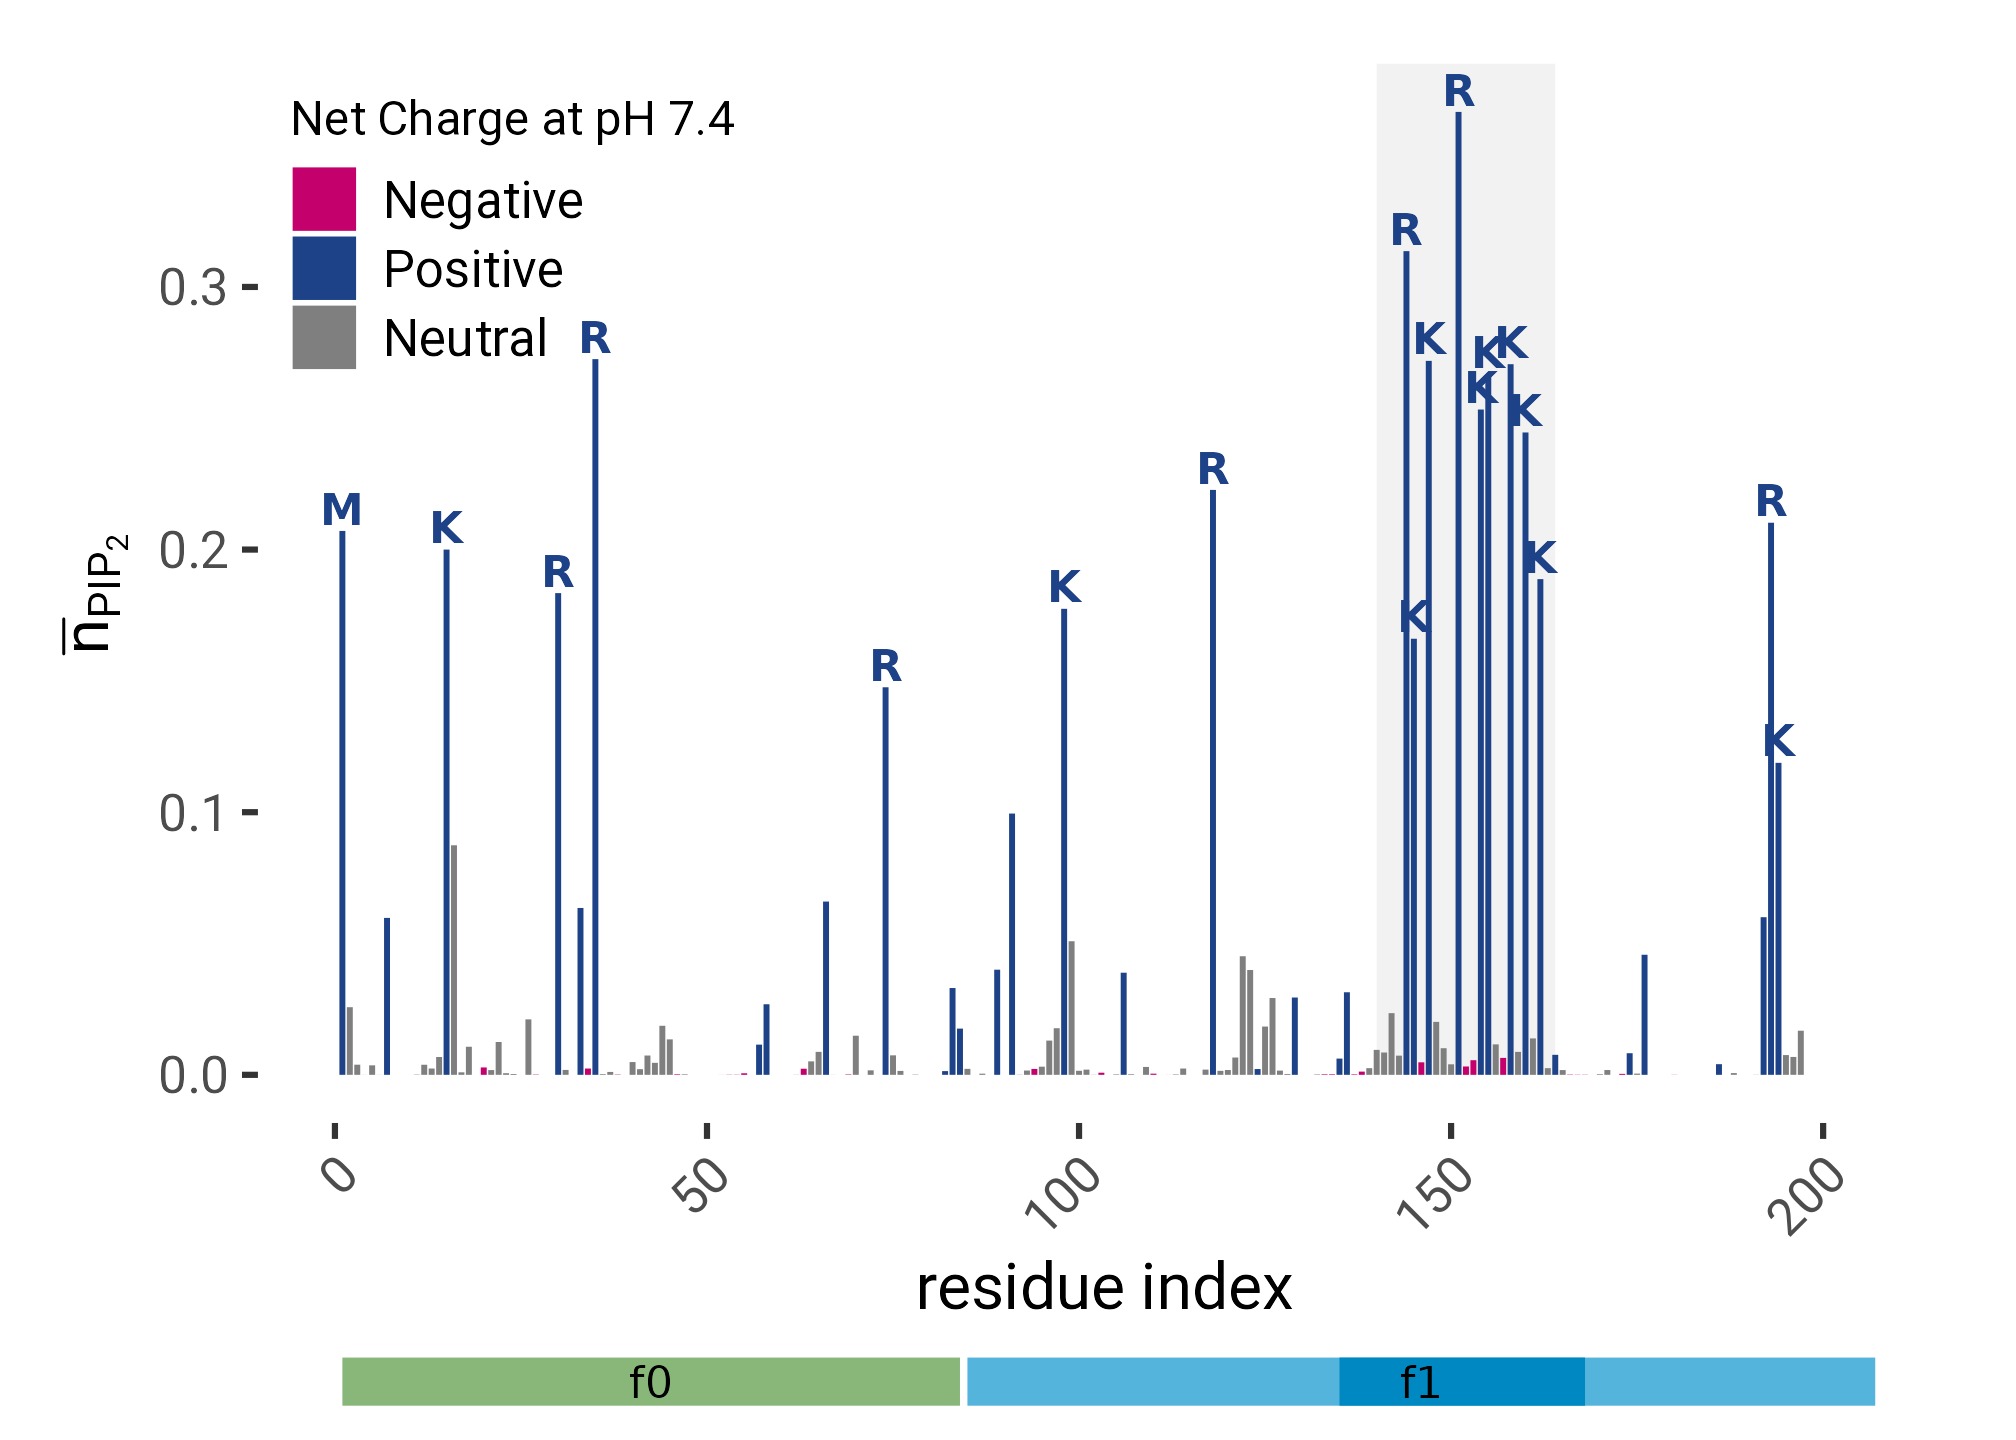 Net Charge at pH 7.4
Negative
Positive
Neutral
R
R
K
K
K
K
K
R
K
K
M
K
R
R
R
K
R
R
K
n̅PIP₂
0.3
0.2
0.1
0.0
0
50
100
150
200
residue index
f0
f1